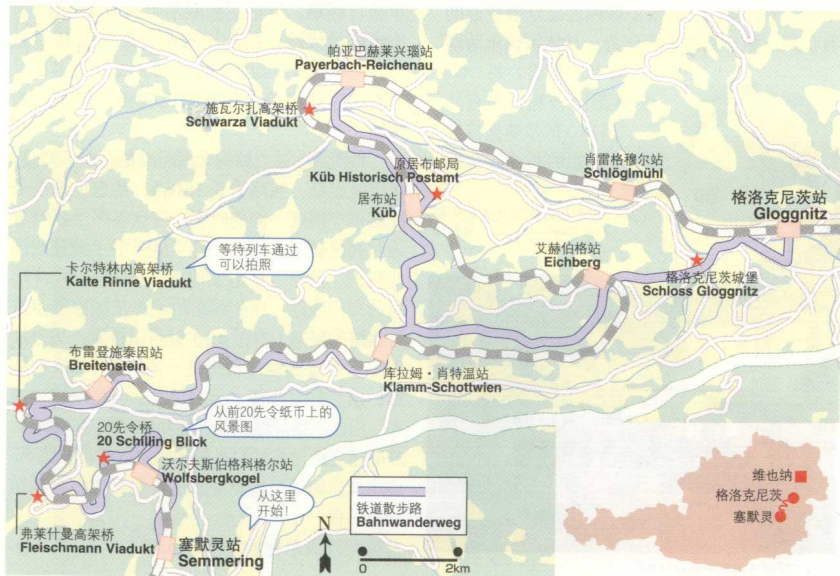 帕亚巴赫莱兴瑙站
Payerbach-Reichenau
施瓦尔扎高架桥
Schwarza Viadukt
原居布邮局
Küb Historisch Postamt
居布站
Küb
肖雷格穆尔站
Schlöglmühl
格洛克尼茨站
Gloggnitz
艾赫伯格站
Eichberg
格洛克尼茨城堡
Schloss Gloggnitz
等待列车通过
可以拍照
卡尔特林内高架桥
Kalte Rinne Viadukt
布雷登施泰因站
Breitenstein
库拉姆·肖特温站
Klamm-Schottwien
20先令桥
20 Schilling Blick
从前20先令纸币上的
风景图
沃尔夫斯伯格科格尔站
Wolfsbergkogel
弗莱什曼高架桥
Fleischmann Viadukt
从这里
开始!
塞默灵站
Semmering
铁道散步路
Bahnwanderweg
N
0 2km
维也纳
格洛克尼茨
塞默灵